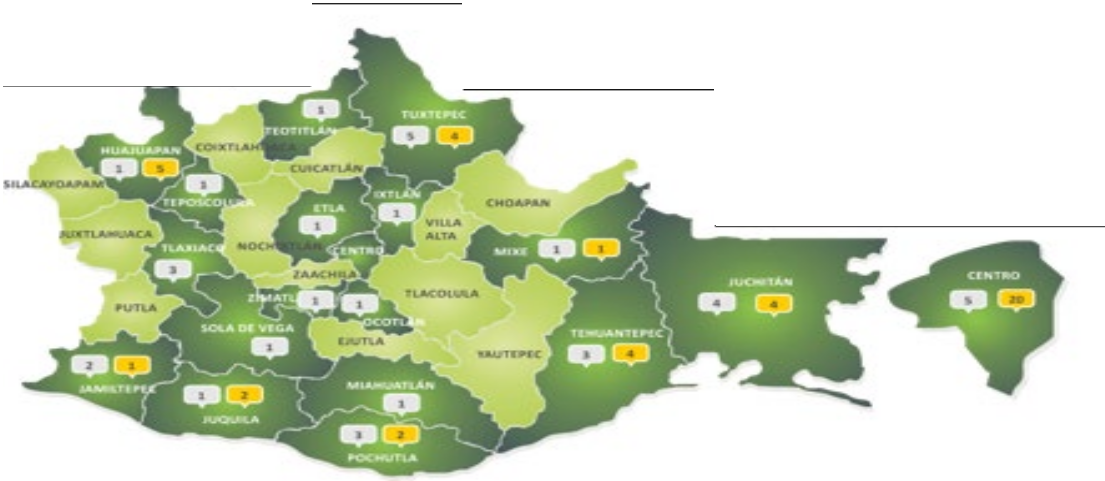 1
TEOTITLÁN
TUXTEPEC
5 4
HUAJUAPAN
1 5
COIXTLAHUACA
CUICATLÁN
SILACAYOAPAM
1
TEPOSCOLULA
IXTLÁN
1
ETLA
1
VILLA
ALTA
CHOAPAN
JUXTLAHUACA
TLAXIACO
3
NOCHIXTLÁN
CENTRO
MIXE 1 1
ZAACHILA
TLACOLULA
JUCHITÁN
4 4
CENTRO
5 20
PUTLA
ZIMATLÁN
1
1
OCOTLÁN
SOLA DE VEGA
1
EJUTLA
YAUTEPEC
TEHUANTEPEC
3 4
2 1
JAMILTEPEC
1 2
JUQUILA
MIAHUATLÁN
1
3 2
POCHUTLA